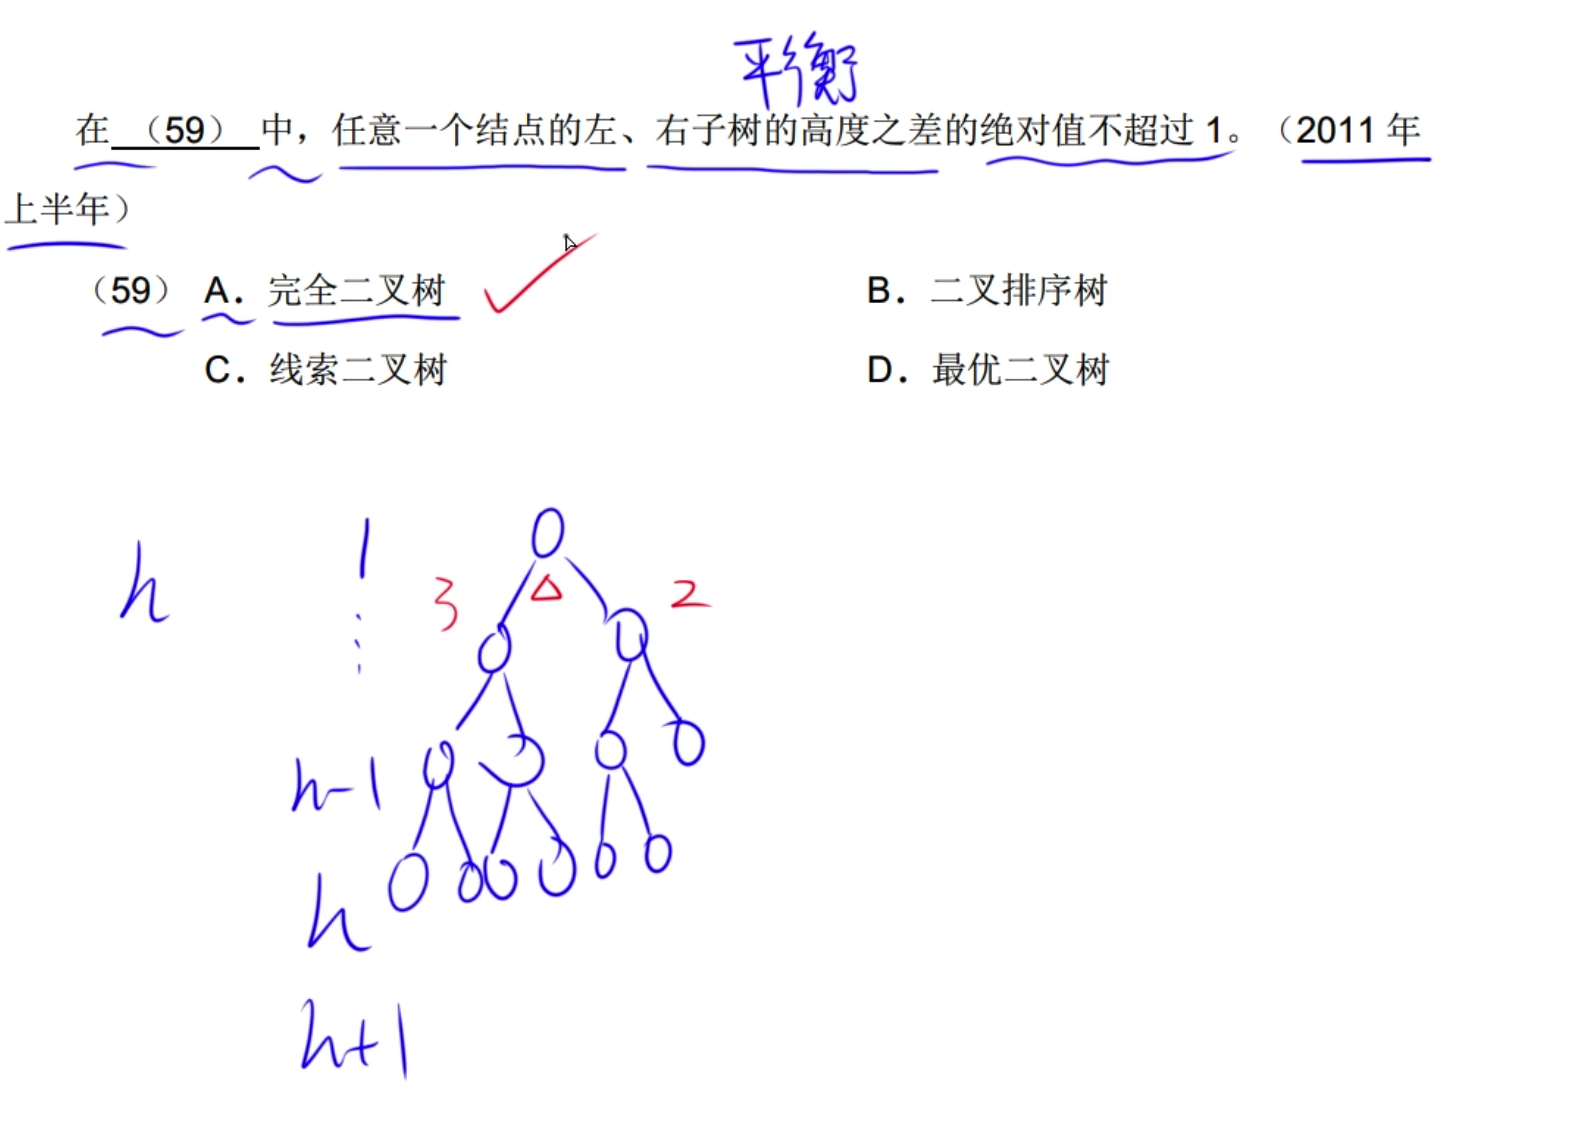 平衡
在 （59） 中，任意一个结点的左、右子树的高度之差的绝对值不超过 1。（2011 年
上半年）
（59） A．完全二叉树 B．二叉排序树
C．线索二叉树 D．最优二叉树
h 1
3 2
h-1
h
h+1